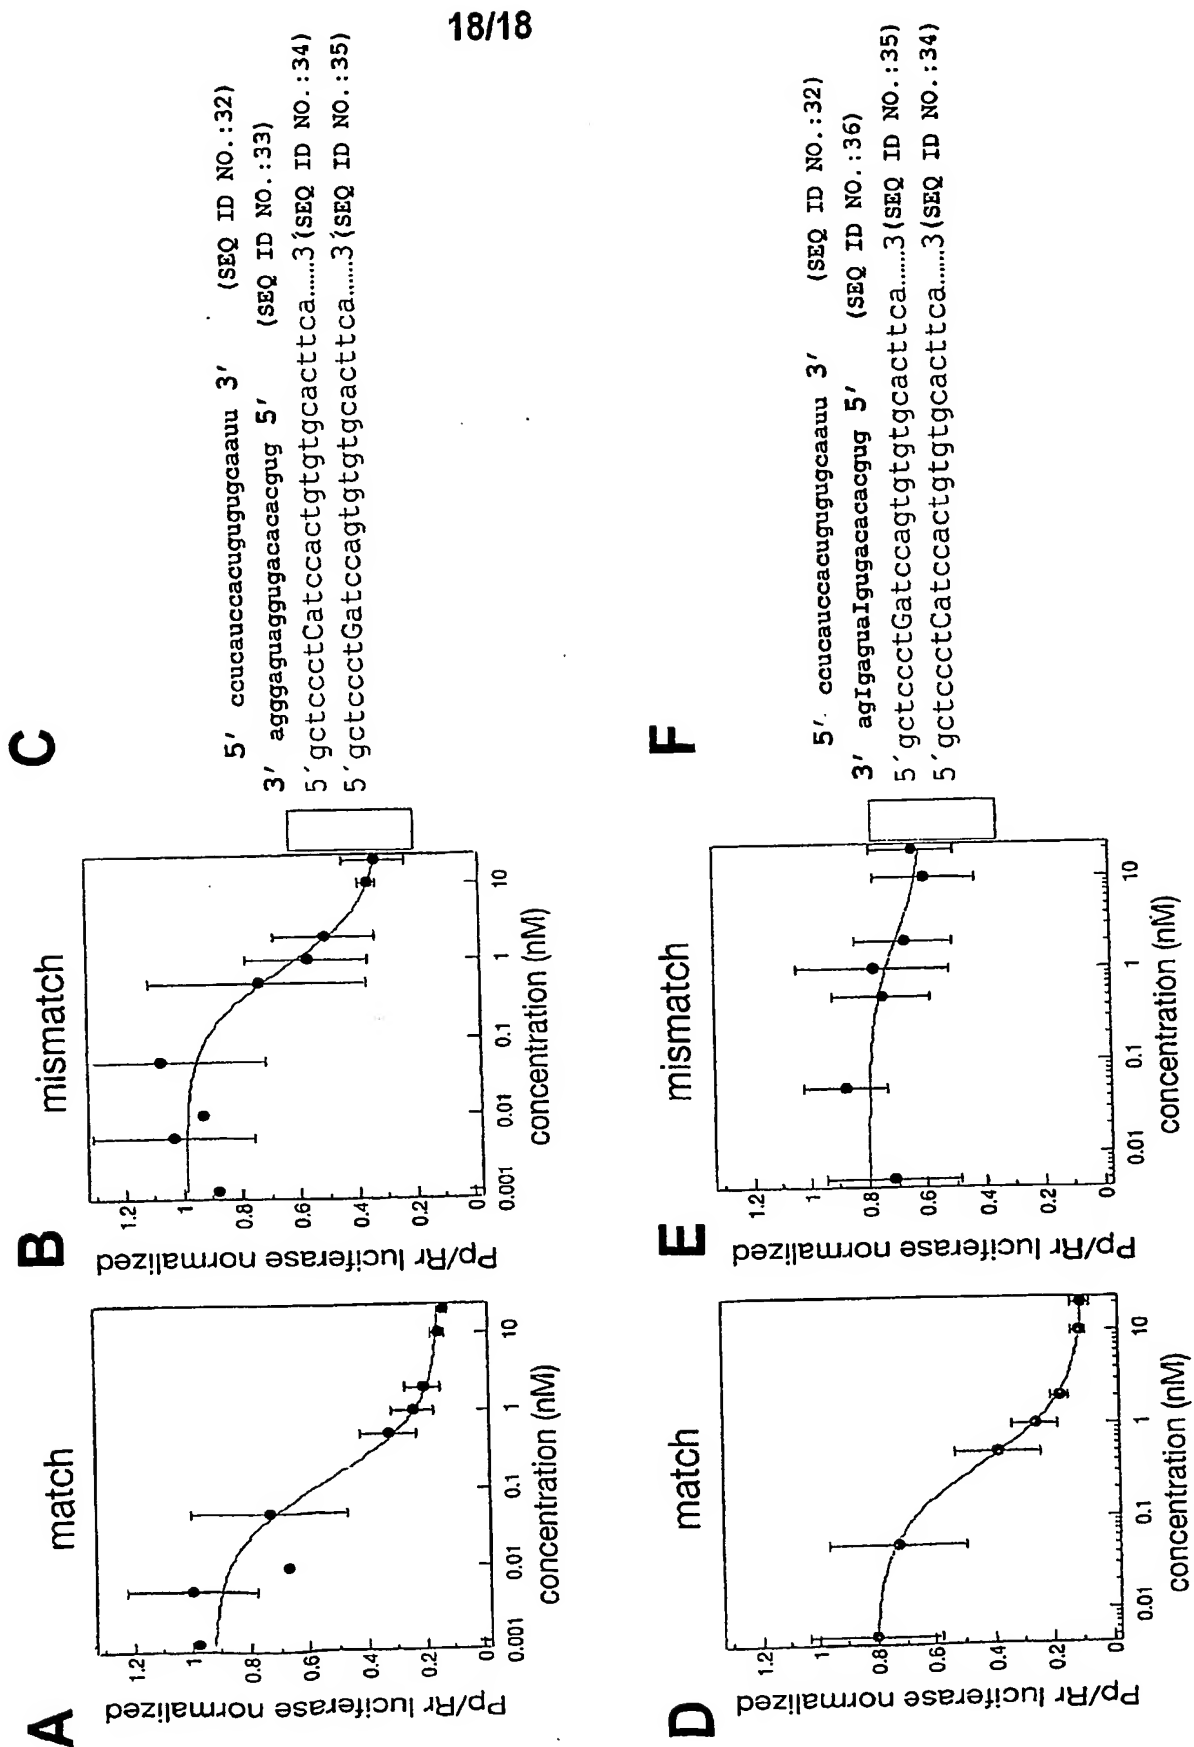 18/18
A
match
Pp/Rr luciferase normalized
1.2
1
0.8
0.6
0.4
0.2
0
0.001
0.01
0.1
1
10
concentration (nM)
B
mismatch
Pp/Rr luciferase normalized
1.2
1
0.8
0.6
0.4
0.2
0
0.001
0.01
0.1
1
10
concentration (nM)
C
5' ccucauccacugugugcaauu 3' (SEQ ID NO.:32)
3' agggaguaggugacacacgug 5' (SEQ ID NO.:33)
5´gctccctCatccactgtgtgcacttca......3´(SEQ ID NO.:34)
5´gctccctGatccagtgtgtgcacttca......3´(SEQ ID NO.:35)
D
match
Pp/Rr luciferase normalized
1.2
1
0.8
0.6
0.4
0.2
0
0.01
0.1
1
10
concentration (nM)
E
mismatch
Pp/Rr luciferase normalized
1.2
1
0.8
0.6
0.4
0.2
0
0.01
0.1
1
10
concentration (nM)
F
5' ccucauccacugugugcaauu 3' (SEQ ID NO.:32)
3' agIgaguaIgugacacacgug 5' (SEQ ID NO.:36)
5´gctccctGatccagtgtgtgcacttca......3(SEQ ID NO.:35)
5´gctccctCatccactgtgtgcacttca......3(SEQ ID NO.:34)